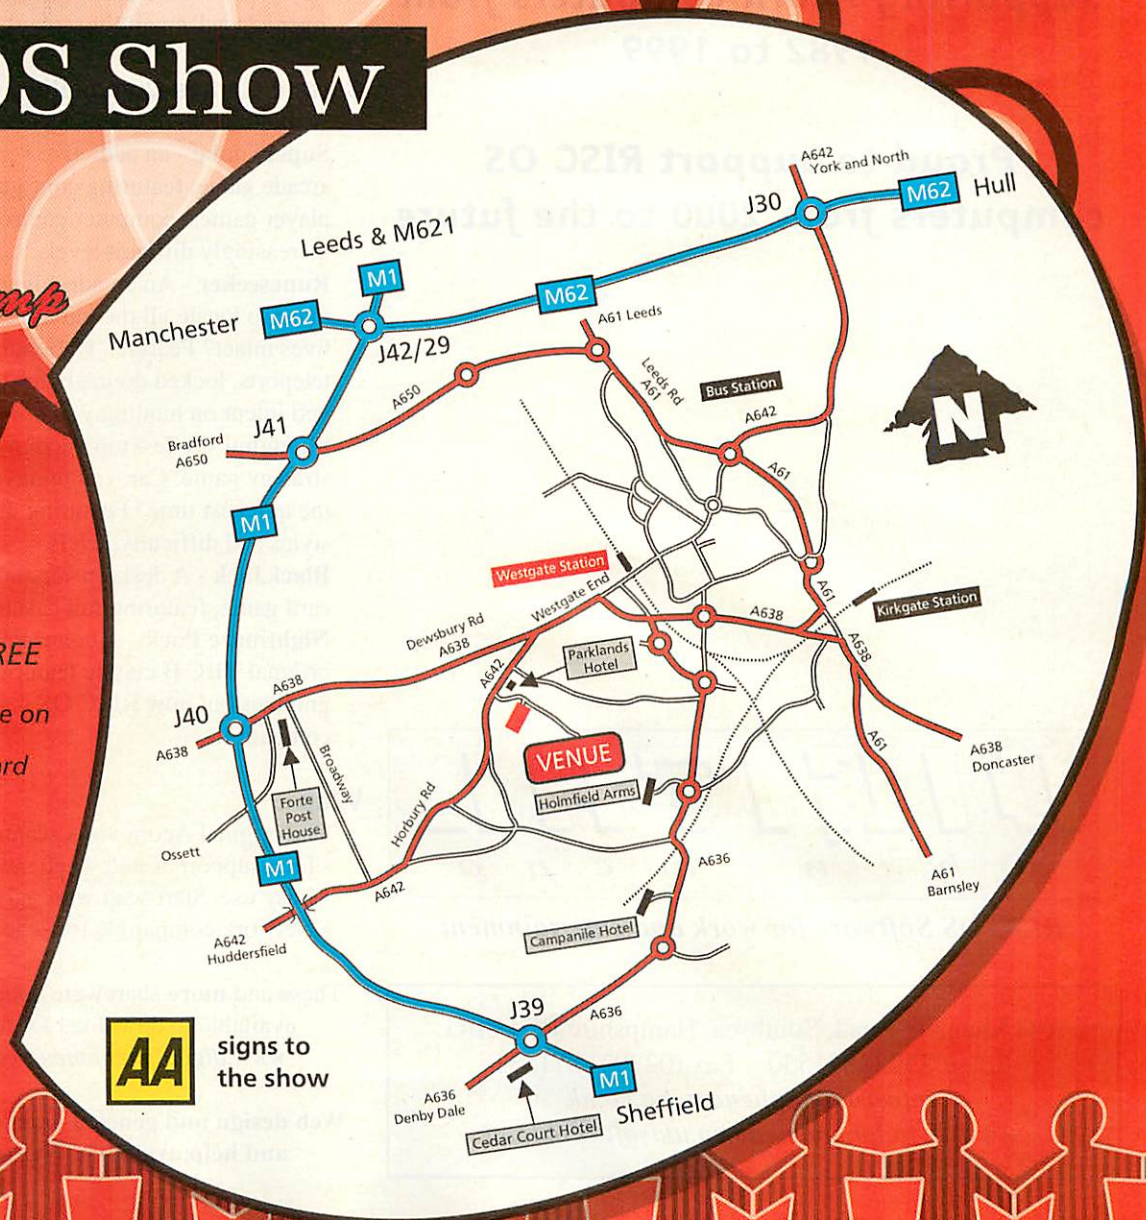 OS Show
A642
York and North
J30
M62
Hull
Leeds & M621
M1
Manchester
M62
M62
J42/29
A61 Leeds
Leeds Rd
A61
Bus Station
A642
A650
J41
Bradford
A650
A61
N
M1
Westgate Station
Westgate End
A61
Kirkgate Station
A638
A638
Dewsbury Rd
A638
Parklands
Hotel
A642
REE
A638
e on
J40
A638
rd
Broadway
VENUE
A61
A638
Doncaster
Holmfield Arms
Forte
Post
House
Horbury Rd
Ossett
M1
A636
A61
Barnsley
A642
A642
Huddersfield
Campanile Hotel
J39
A636
AA
signs to
the show
M1
Sheffield
A636
Denby Dale
Cedar Court Hotel